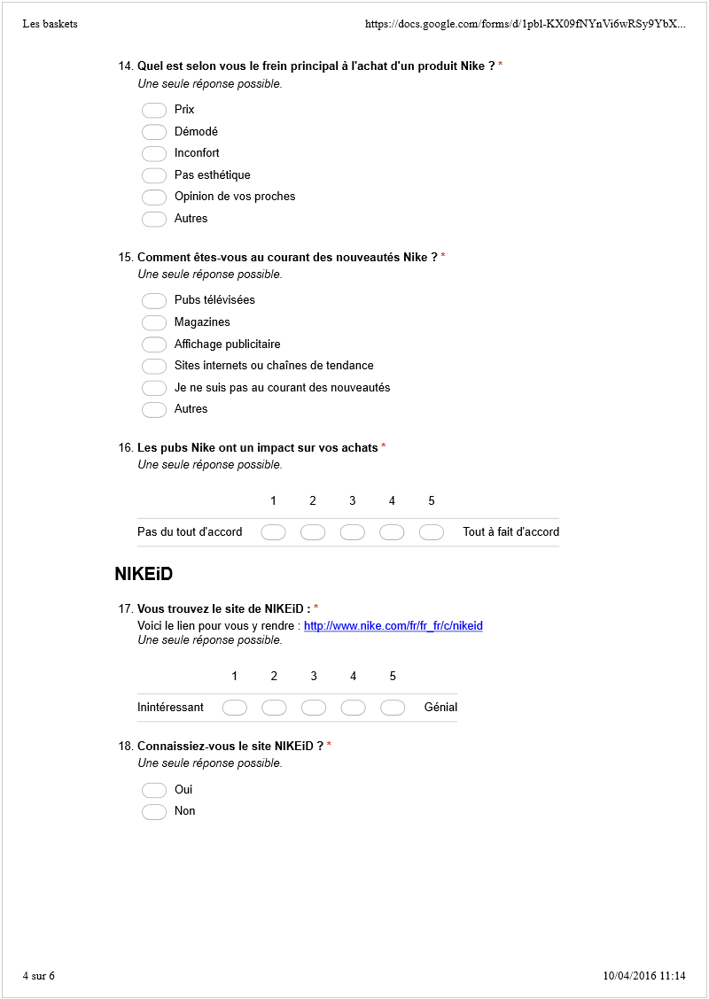 Les baskets https://docs.google.com/forms/d/1pbl-KX09fNYnVi6wRSy9YbX...
14. Quel est selon vous le frein principal à l'achat d'un produit Nike ? *
Une seule réponse possible.
Prix
Démodé
Inconfort
Pas esthétique
Opinion de vos proches
Autres
15. Comment êtes-vous au courant des nouveautés Nike ? *
Une seule réponse possible.
Pubs télévisées
Magazines
Affichage publicitaire
Sites internets ou chaînes de tendance
Je ne suis pas au courant des nouveautés
Autres
16. Les pubs Nike ont un impact sur vos achats *
Une seule réponse possible.
1 2 3 4 5
Pas du tout d'accord Tout à fait d'accord
NIKEiD
17. Vous trouvez le site de NIKEiD : *
Voici le lien pour vous y rendre : http://www.nike.com/fr/fr_fr/c/nikeid
Une seule réponse possible.
1 2 3 4 5
Inintéressant Génial
18. Connaissiez-vous le site NIKEiD ? *
Une seule réponse possible.
Oui
Non
4 sur 6 10/04/2016 11:14